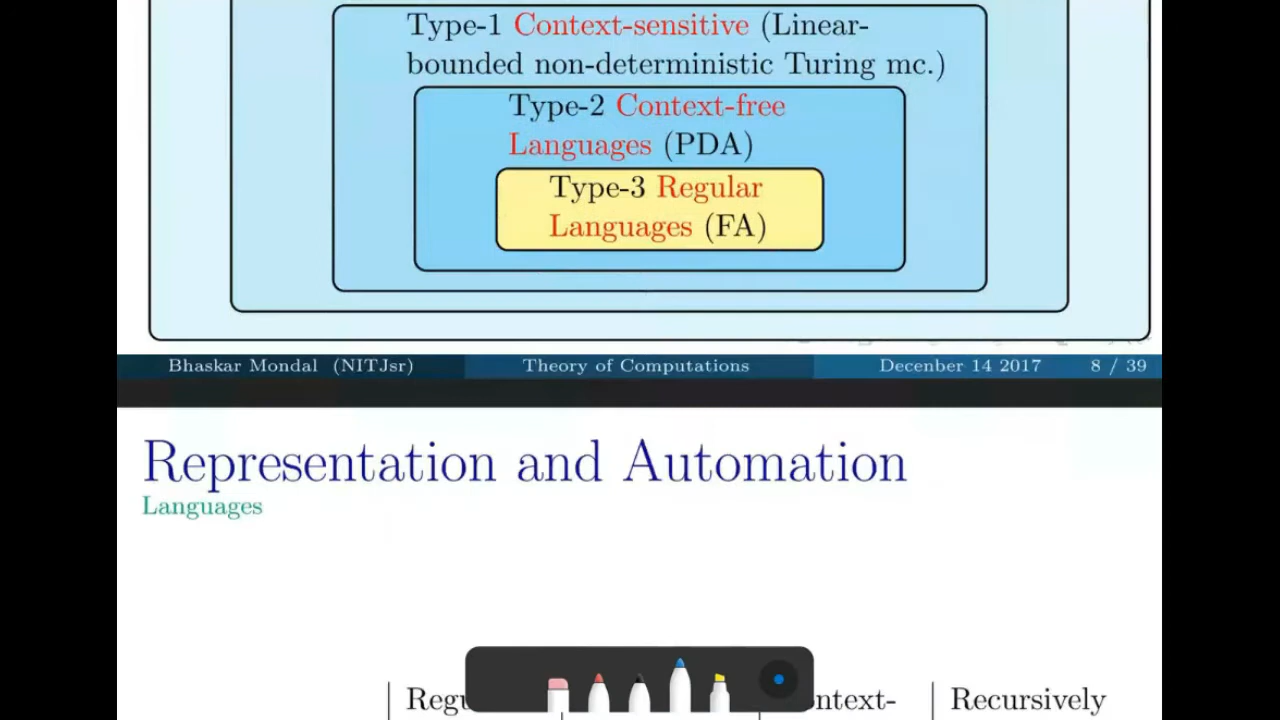 Type-1 Context-sensitive (Linear-
bounded non-deterministic Turing mc.)
Type-2 Context-free
Languages (PDA)
Type-3 Regular
Languages (FA)
Bhaskar Mondal (NITJsr) Theory of Computations Decenber 14 2017 8 / 39
Representation and Automation
Languages
Recursively